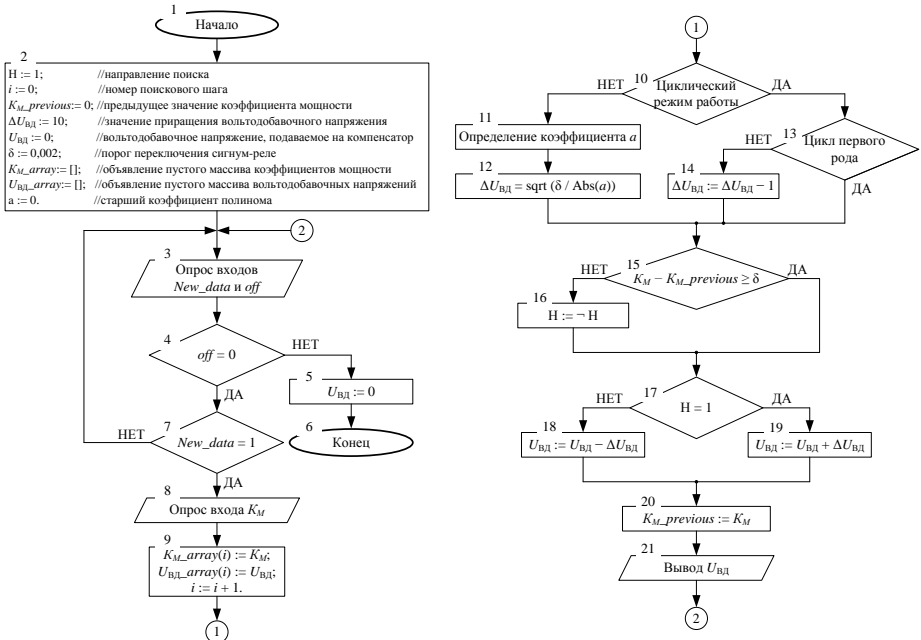 1
Начало
2
H := 1; //направление поиска
i := 0; //номер поискового шага
K_M_previous:= 0; //предыдущее значение коэффициента мощности
ΔU_ВД := 10; //значение приращения вольтодобавочного напряжения
U_ВД := 0; //вольтодобавочное напряжение, подаваемое на компенсатор
δ := 0,002; //порог переключения сигнум-реле
K_M_array:= []; //объявление пустого массива коэффициентов мощности
U_ВД_array:= []; //объявление пустого массива вольтодобавочных напряжений
a := 0. //старший коэффициент полинома
2
3
Опрос входов
New_data и off
4
off = 0
НЕТ
ДА
5
U_ВД := 0
6
Конец
7
New_data = 1
НЕТ
ДА
8
Опрос входа K_M
9
K_M_array(i) := K_M;
U_ВД_array(i) := U_ВД;
i := i + 1.
1
1
10
Циклический
режим работы
НЕТ
ДА
11
Определение коэффициента a
12
ΔU_ВД = sqrt (δ / Abs(a))
13
Цикл первого
рода
НЕТ
ДА
14
ΔU_ВД := ΔU_ВД − 1
15
K_M − K_M_previous ≥ δ
НЕТ
ДА
16
H := ¬ H
17
H = 1
НЕТ
ДА
18
U_ВД := U_ВД − ΔU_ВД
19
U_ВД := U_ВД + ΔU_ВД
20
K_M_previous := K_M
21
Вывод U_ВД
2